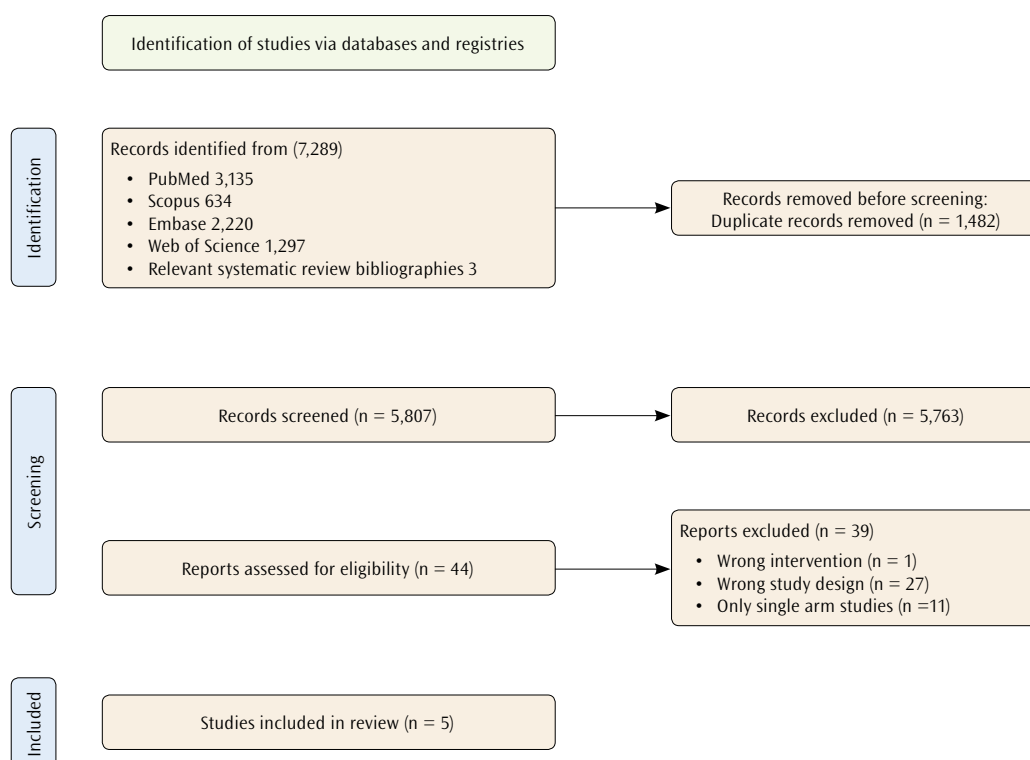 Identification of studies via databases and registries
Identification
Records identified from (7,289)
• PubMed 3,135
• Scopus 634
• Embase 2,220
• Web of Science 1,297
• Relevant systematic review bibliographies 3
Records removed before screening:
Duplicate records removed (n = 1,482)
Screening
Records screened (n = 5,807)
Records excluded (n = 5,763)
Reports assessed for eligibility (n = 44)
Reports excluded (n = 39)
• Wrong intervention (n = 1)
• Wrong study design (n = 27)
• Only single arm studies (n =11)
Included
Studies included in review (n = 5)